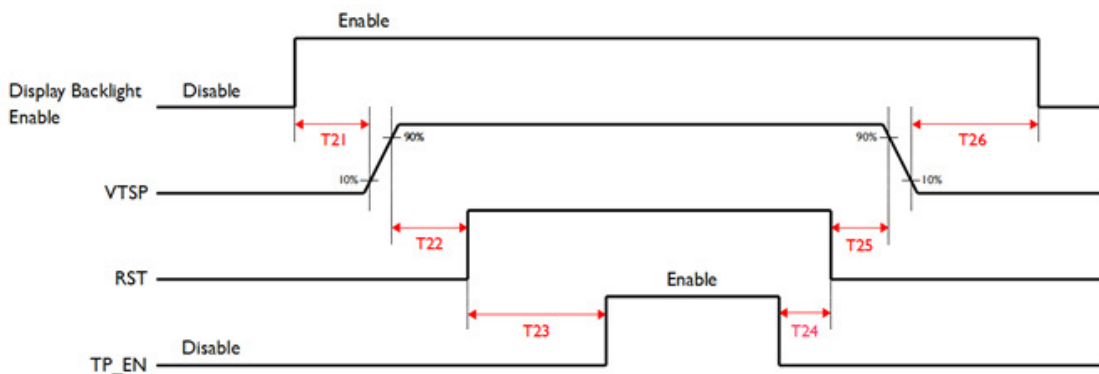 Enable
Display Backlight
Enable
Disable
T21
90%
90%
T26
10%
10%
VTSP
T22
T25
RST
Enable
T23
T24
Disable
TP_EN